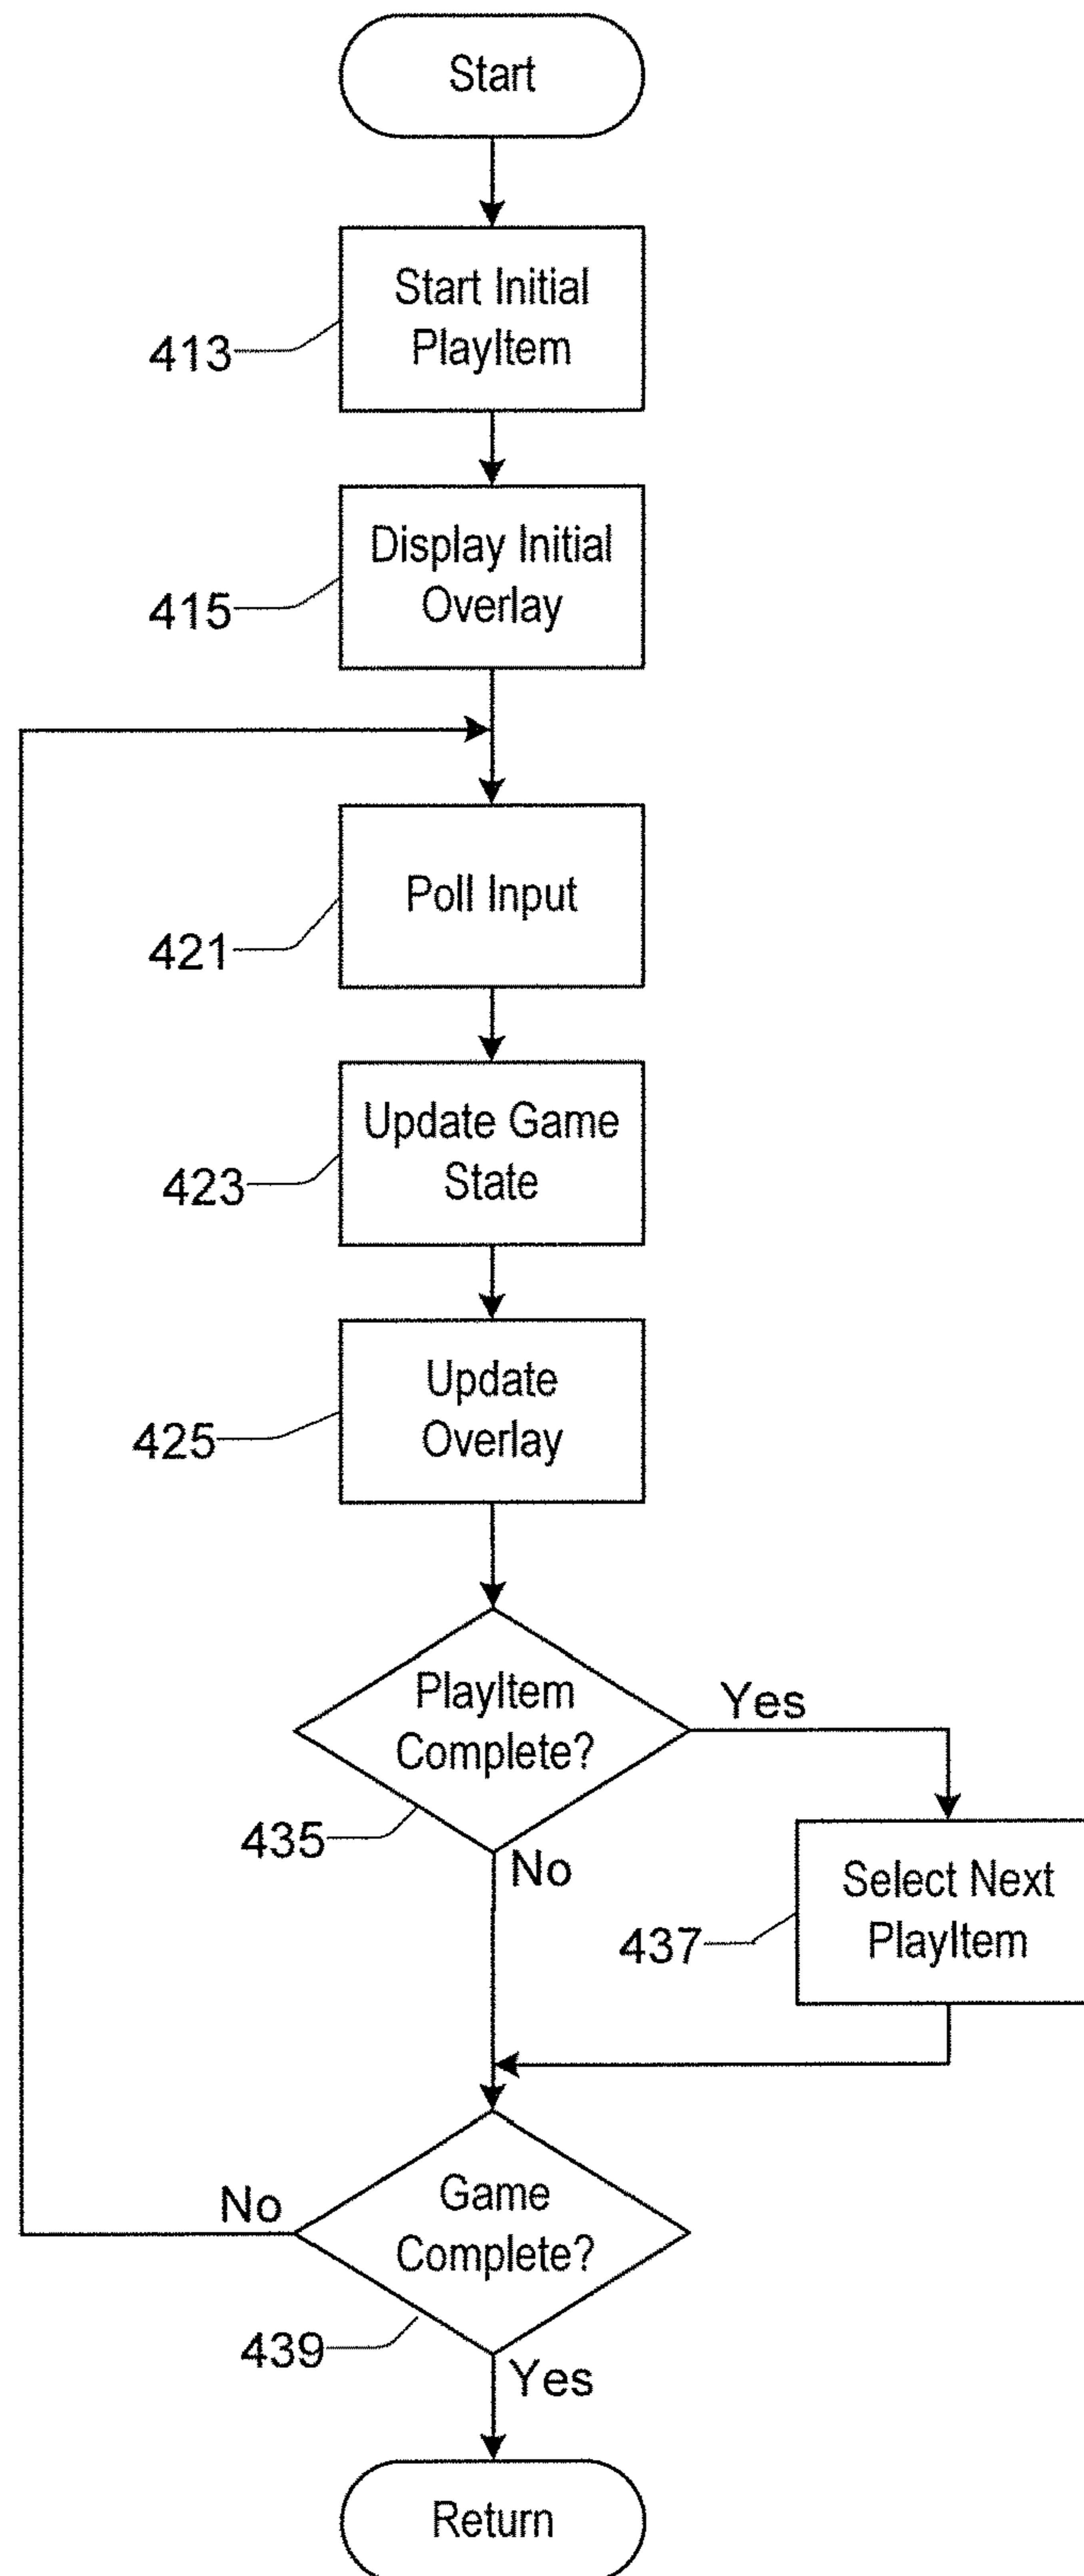 Start
Start Initial
PlayItem
413
Display Initial
Overlay
415
Poll Input
421
Update Game
State
423
Update
Overlay
425
PlayItem
Complete?
Yes
435
No
Select Next
PlayItem
437
Game
Complete?
No
439
Yes
Return